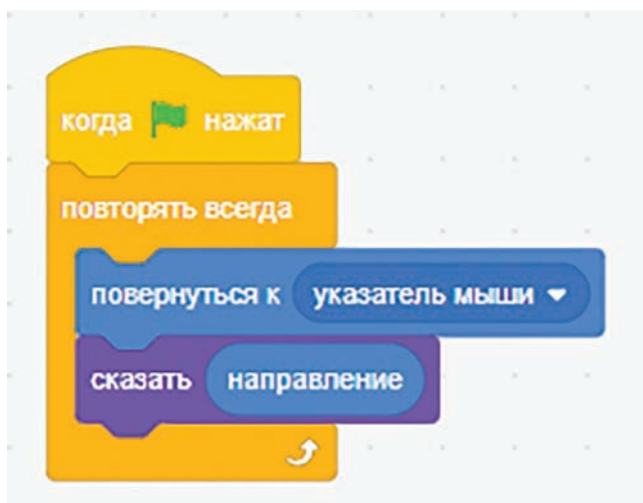 когда нажат
повторять всегда
повернуться к указатель мыши
сказать направление